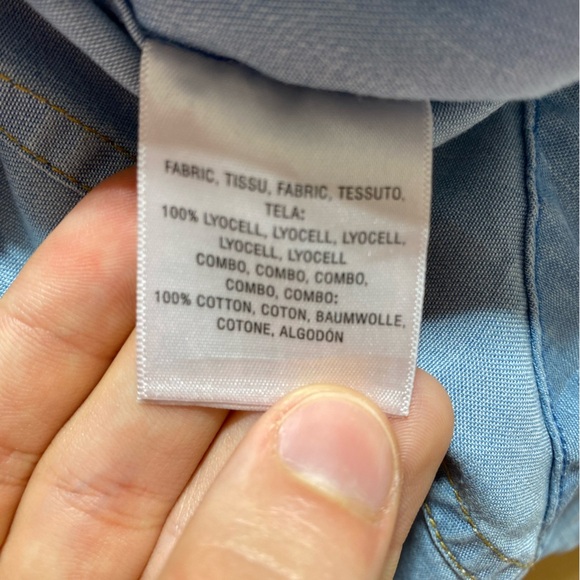 FABRIC, TISSU, FABRIC, TESSUTO,
TELA:
100% LYOCELL, LYOCELL, LYOCELL,
LYOCELL, LYOCELL
COMBO, COMBO, COMBO,
COMBO, COMBO:
100% COTTON, COTON, BAUMWOLLE,
COTONE, ALGODÓN